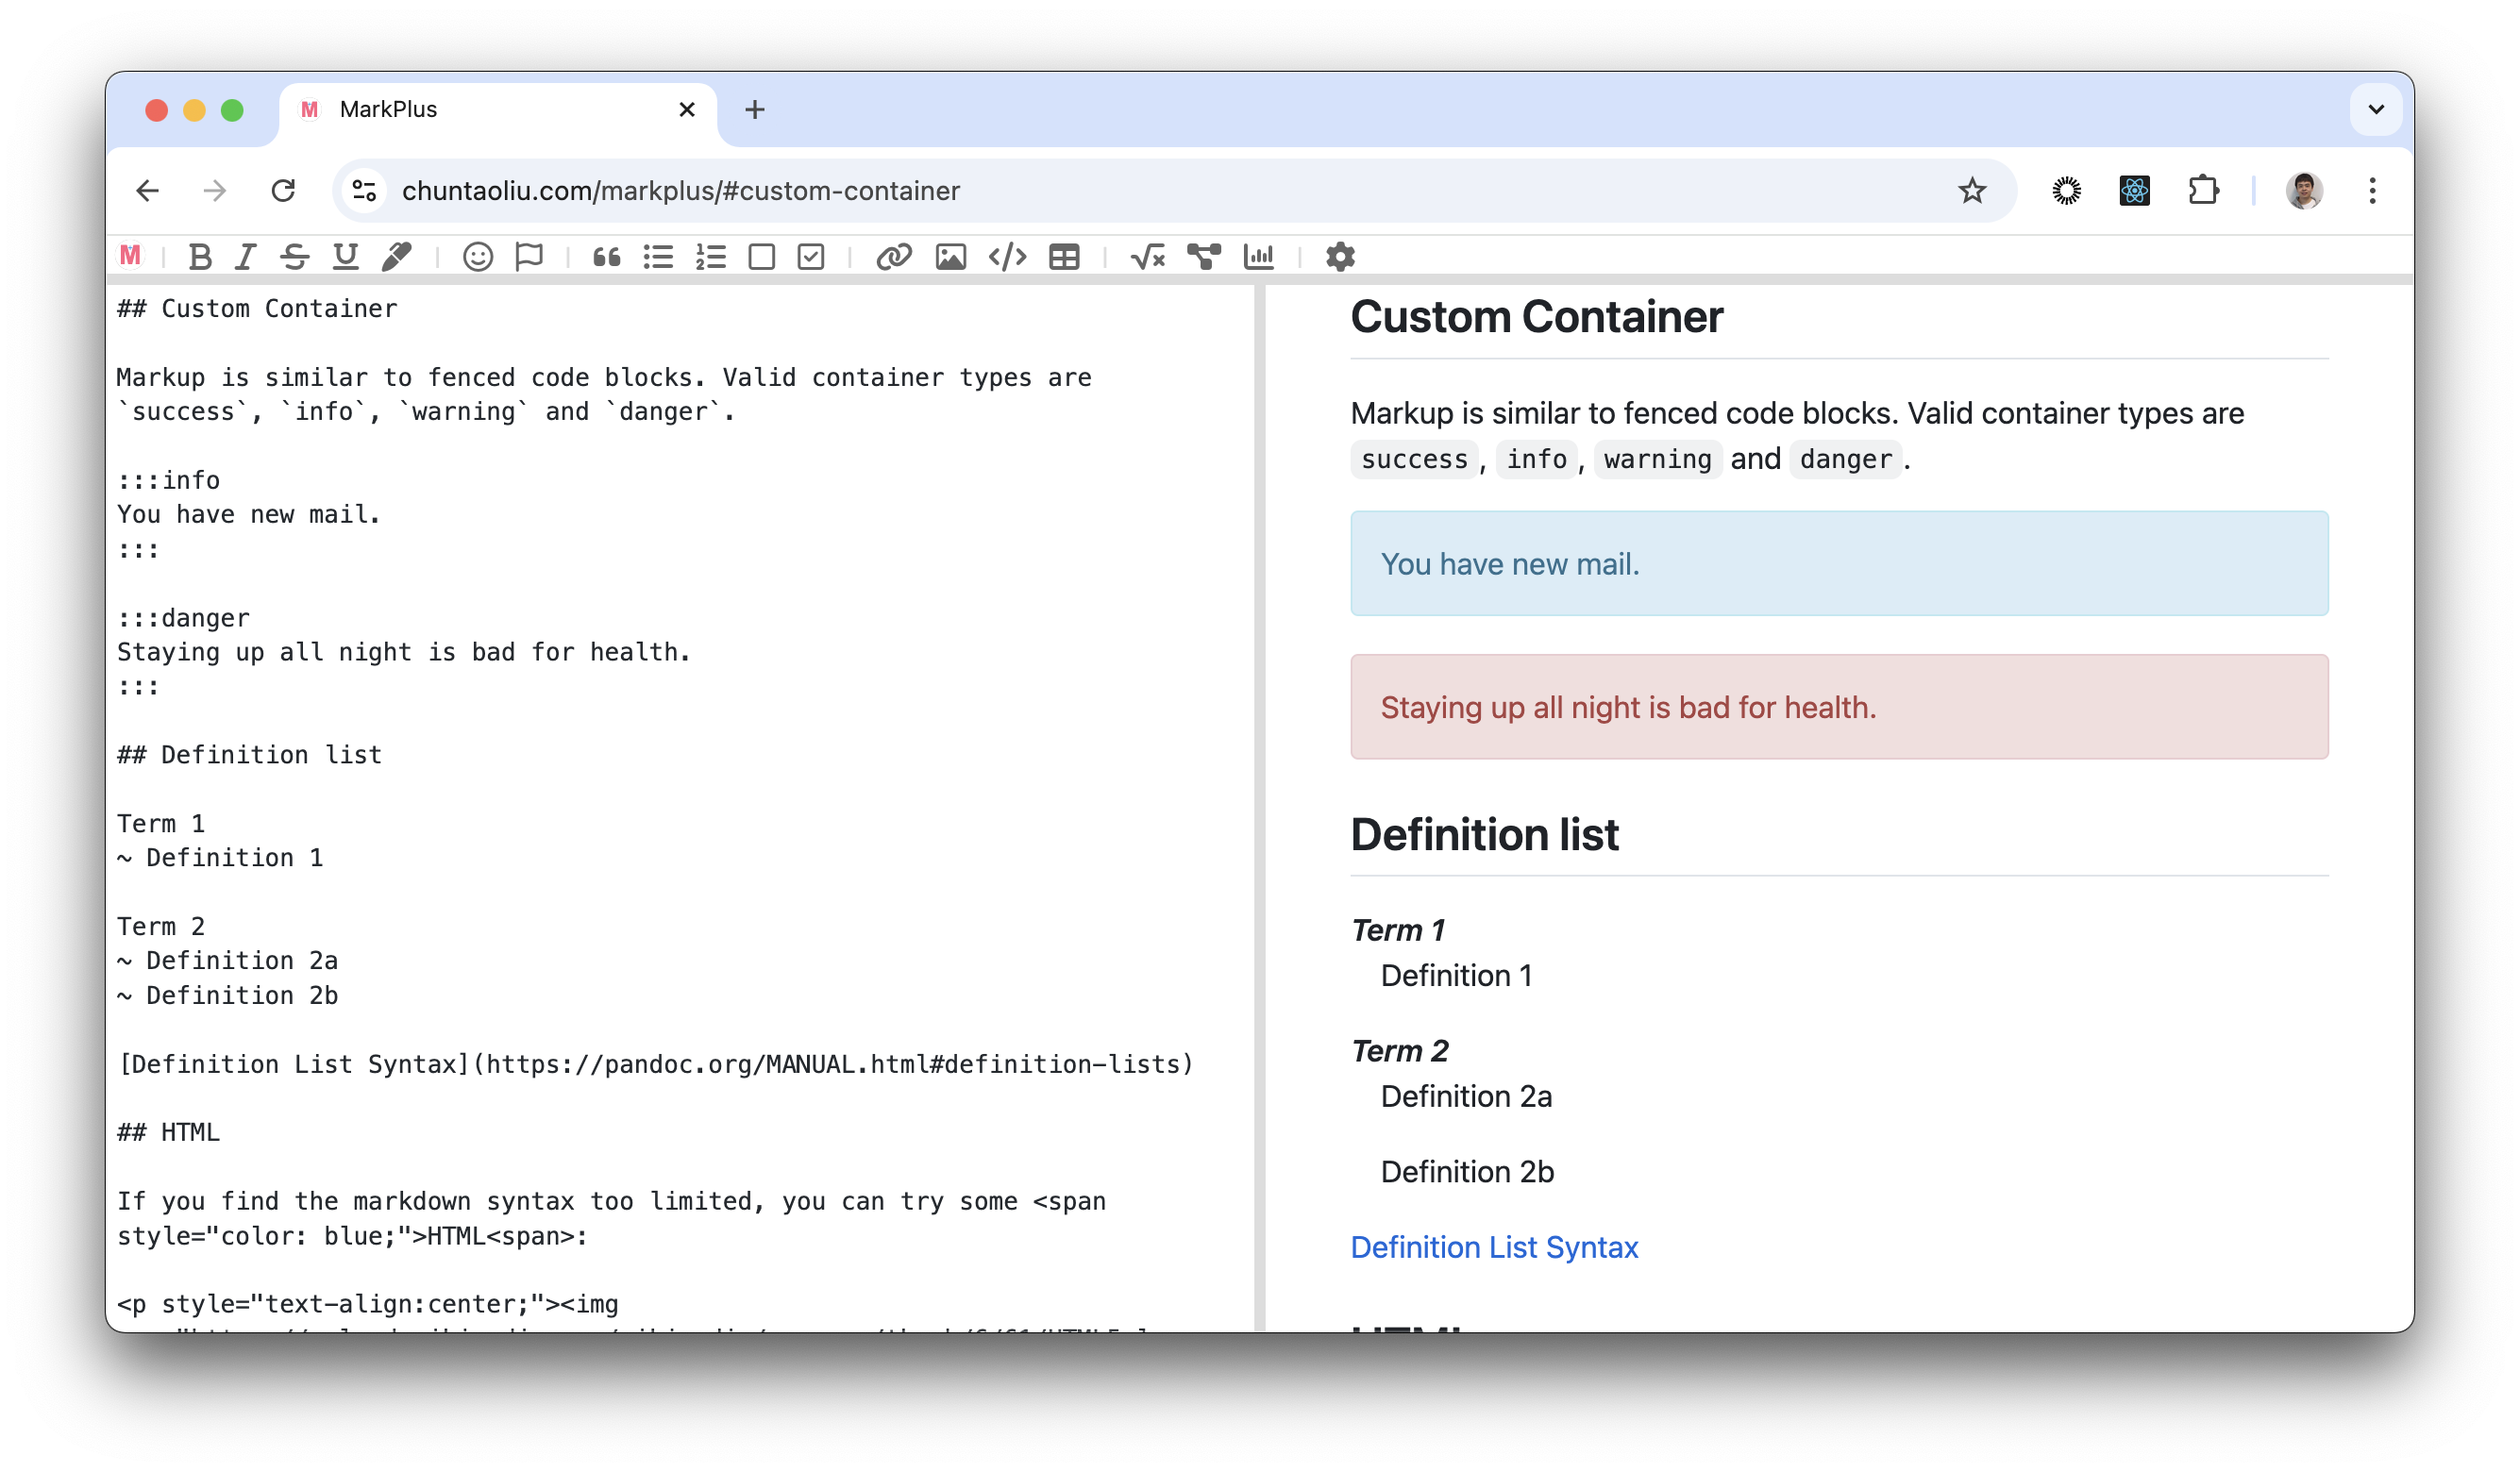 MarkPlus
chuntaoliu.com/markplus/#custom-container
M
## Custom Container
Markup is similar to fenced code blocks. Valid container types are
`success`, `info`, `warning` and `danger`.
:::info
You have new mail.
:::
:::danger
Staying up all night is bad for health.
:::
## Definition list
Term 1
~ Definition 1
Term 2
~ Definition 2a
~ Definition 2b
[Definition List Syntax](https://pandoc.org/MANUAL.html#definition-lists)
## HTML
If you find the markdown syntax too limited, you can try some <span
style="color: blue;">HTML<span>:
<p style="text-align:center;"><img
Custom Container
Markup is similar to fenced code blocks. Valid container types are
success, info, warning and danger.
You have new mail.
Staying up all night is bad for health.
Definition list
Term 1
Definition 1
Term 2
Definition 2a
Definition 2b
Definition List Syntax
HTML